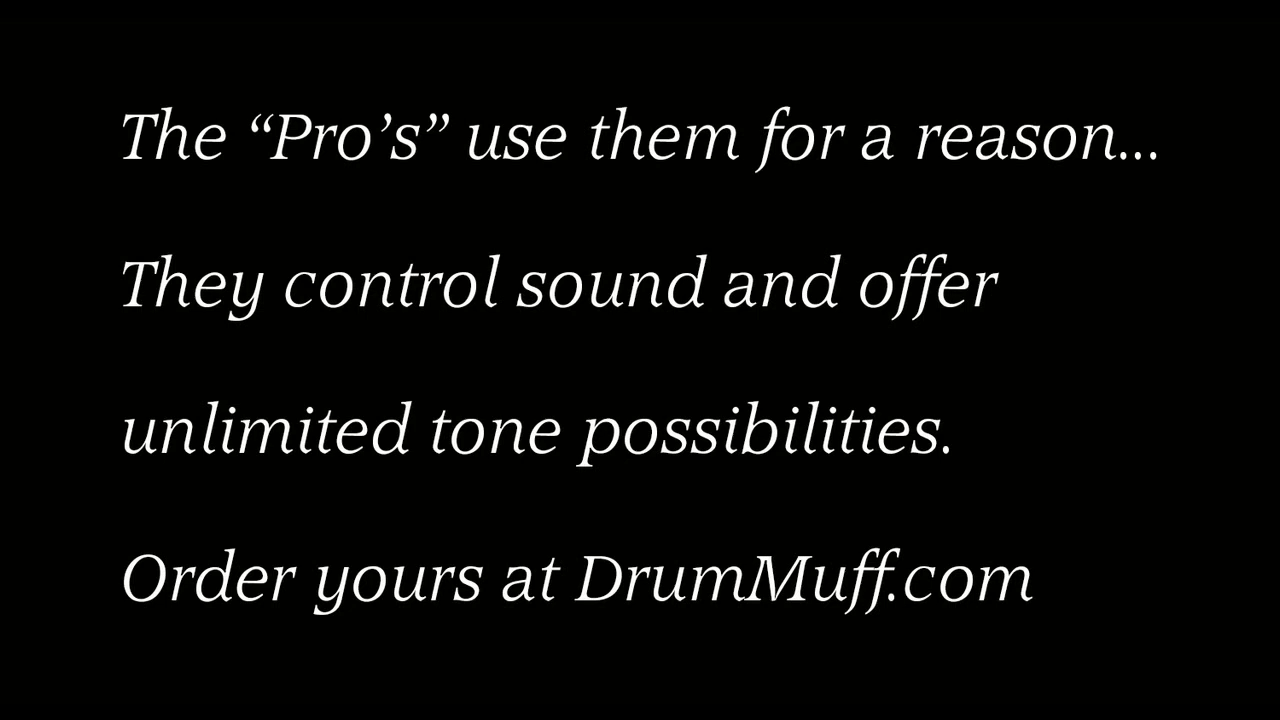 The “Pro’s” use them for a reason...
They control sound and offer
unlimited tone possibilities.
Order yours at DrumMuff.com